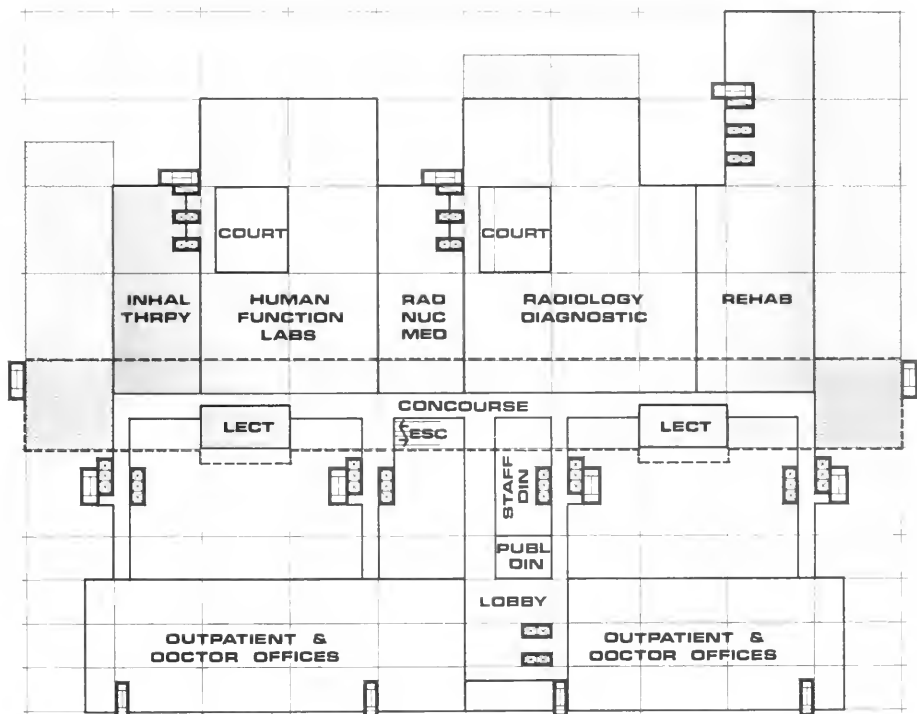 COURT
COURT
INHAL
THRPY
HUMAN
FUNCTION
LABS
RAD
NUC
MED
RADIOLOGY
DIAGNOSTIC
REHAB
CONCOURSE
LECT
ESC
LECT
STAFF
DIN
PUBL
DIN
LOBBY
OUTPATIENT &
DOCTOR OFFICES
OUTPATIENT &
DOCTOR OFFICES